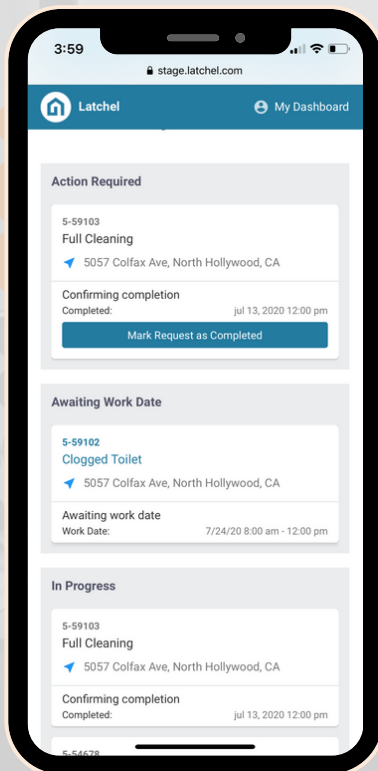 3:59
stage.latchel.com
Latchel
My Dashboard
Action Required
5-59103
Full Cleaning
5057 Colfax Ave, North Hollywood, CA
Confirming completion
Completed: jul 13, 2020 12:00 pm
Mark Request as Completed
Awaiting Work Date
5-59102
Clogged Toilet
5057 Colfax Ave, North Hollywood, CA
Awaiting work date
Work Date: 7/24/20 8:00 am - 12:00 pm
In Progress
5-59103
Full Cleaning
5057 Colfax Ave, North Hollywood, CA
Confirming completion
Completed: jul 13, 2020 12:00 pm
5-54678